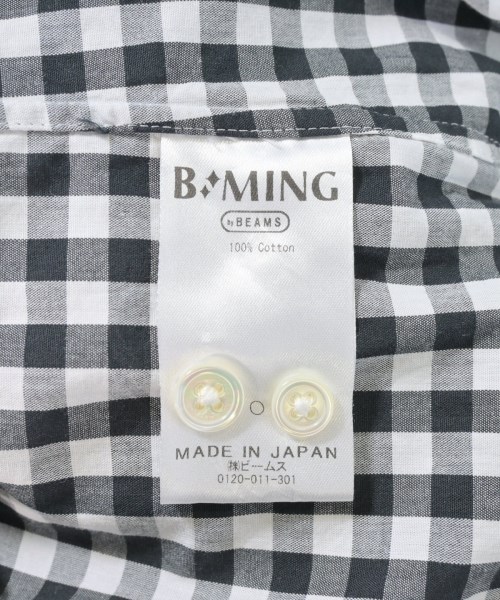 B:MING
by BEAMS
100% Cotton
MADE IN JAPAN
㈱ビームス
0120-011-301